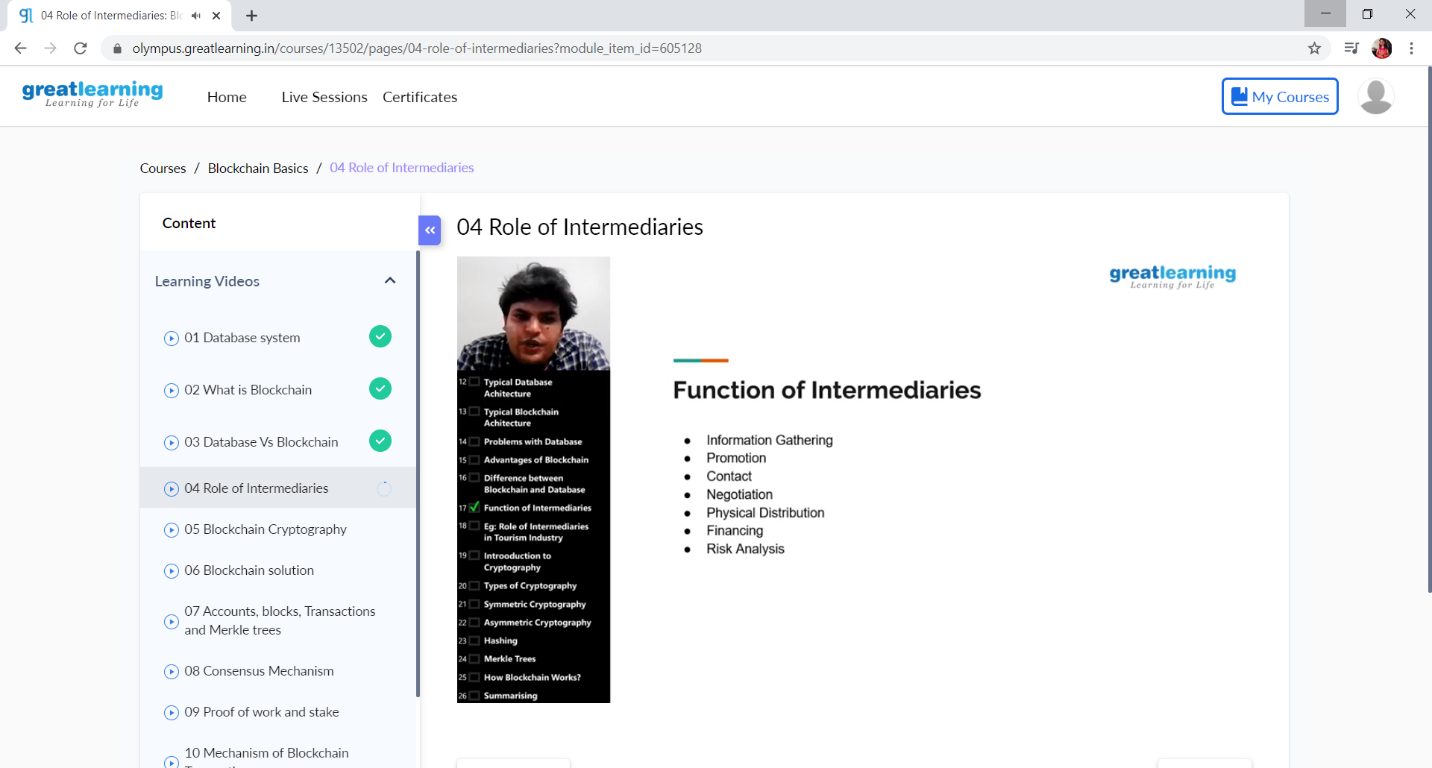 04 Role of Intermediaries: Blo
olympus.greatlearning.in/courses/13502/pages/04-role-of-intermediaries?module_item_id=605128
greatlearning
Learning for Life
Home
Live Sessions
Certificates
My Courses
Courses / Blockchain Basics / 04 Role of Intermediaries
Content
Learning Videos
01 Database system
02 What is Blockchain
03 Database Vs Blockchain
04 Role of Intermediaries
05 Blockchain Cryptography
06 Blockchain solution
07 Accounts, blocks, Transactions
and Merkle trees
08 Consensus Mechanism
09 Proof of work and stake
10 Mechanism of Blockchain
04 Role of Intermediaries
12 Typical Database
Achitecture
13 Typical Blockchain
Achitecture
14 Problems with Database
15 Advantages of Blockchain
16 Difference between
Blockchain and Database
17 Function of Intermediaries
18 Eg: Role of Intermediaries
in Tourism Industry
19 Introoduction to
Cryptography
20 Types of Cryptography
21 Symmetric Cryptography
22 Asymmetric Cryptography
23 Hashing
24 Merkle Trees
25 How Blockchain Works?
26 Summarising
greatlearning
Learning for Life
Function of Intermediaries
● Information Gathering
● Promotion
● Contact
● Negotiation
● Physical Distribution
● Financing
● Risk Analysis